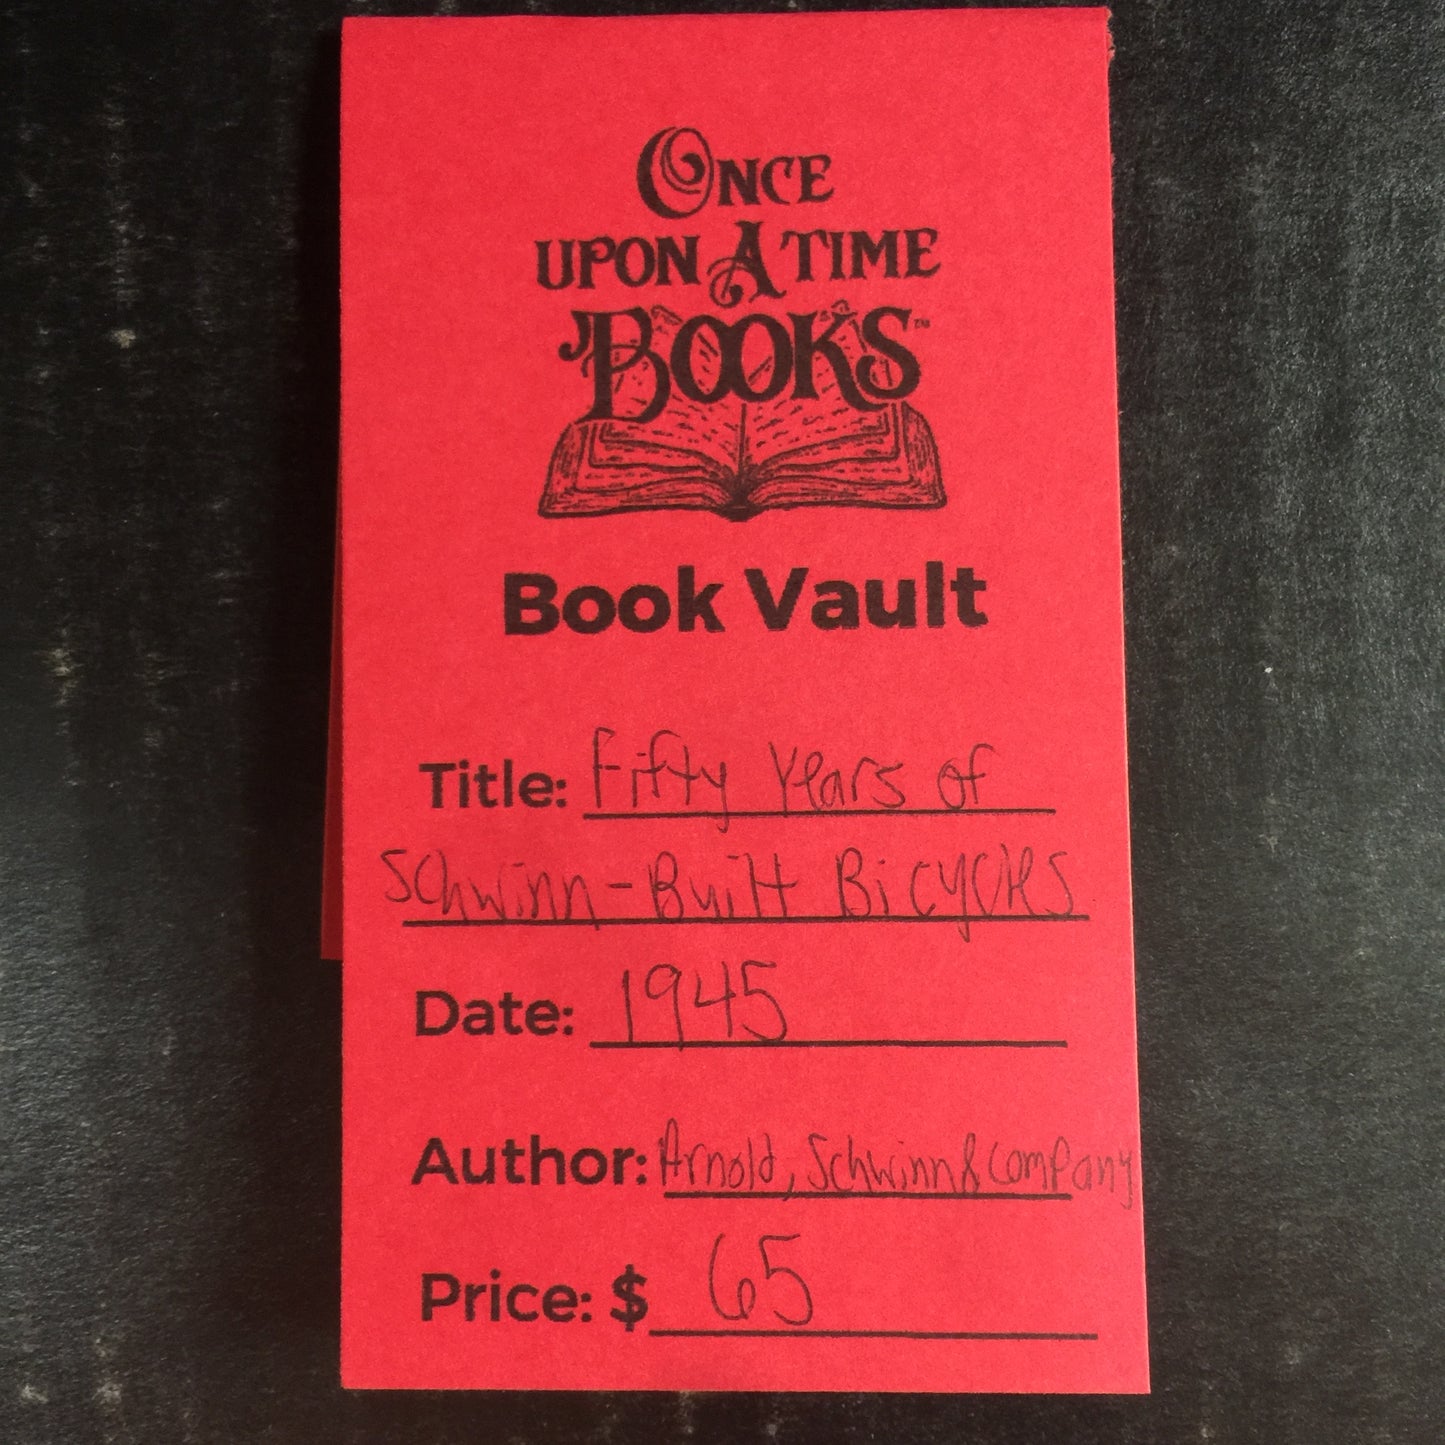 ONCE
UPON A TIME
BOOKS™
Book Vault
Title: Fifty Years of
Schwinn-Built Bicycles
Date: 1945
Author: Arnold, Schwinn & Company
Price: $ 65